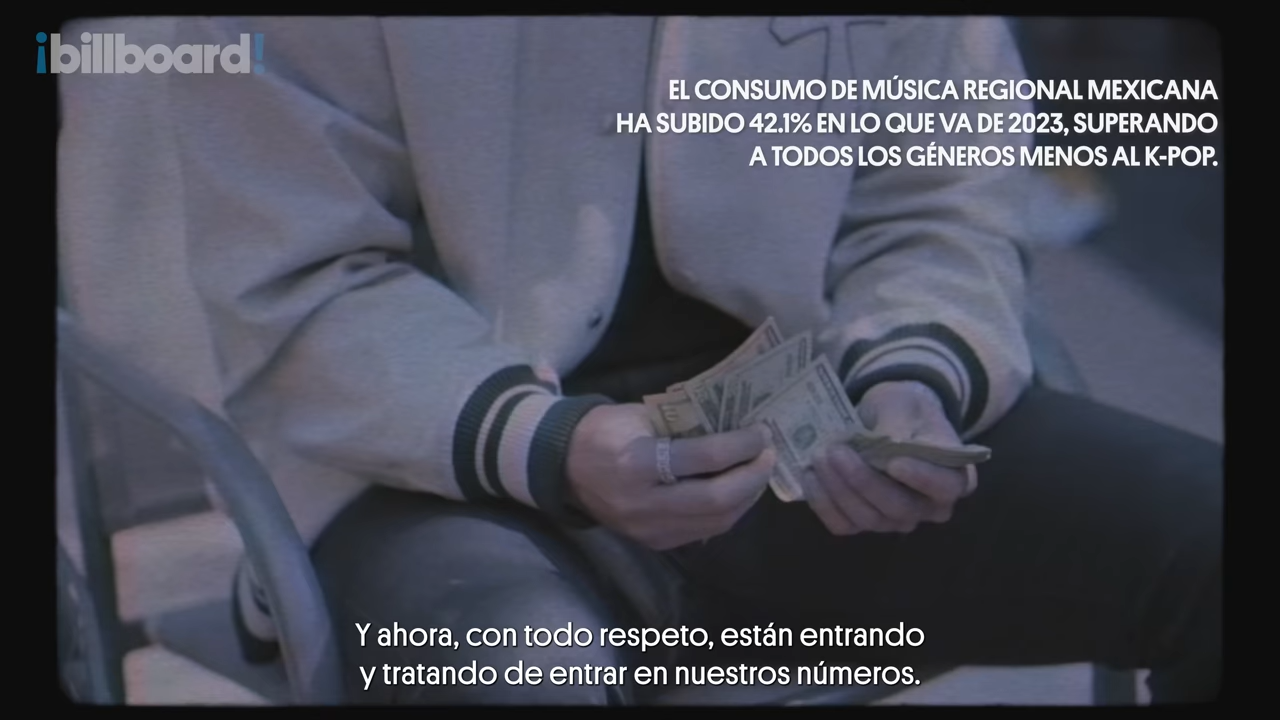 ¡billboard!
EL CONSUMO DE MÚSICA REGIONAL MEXICANA
HA SUBIDO 42.1% EN LO QUE VA DE 2023, SUPERANDO
A TODOS LOS GÉNEROS MENOS AL K-POP.
Y ahora, con todo respeto, están entrando
y tratando de entrar en nuestros números.